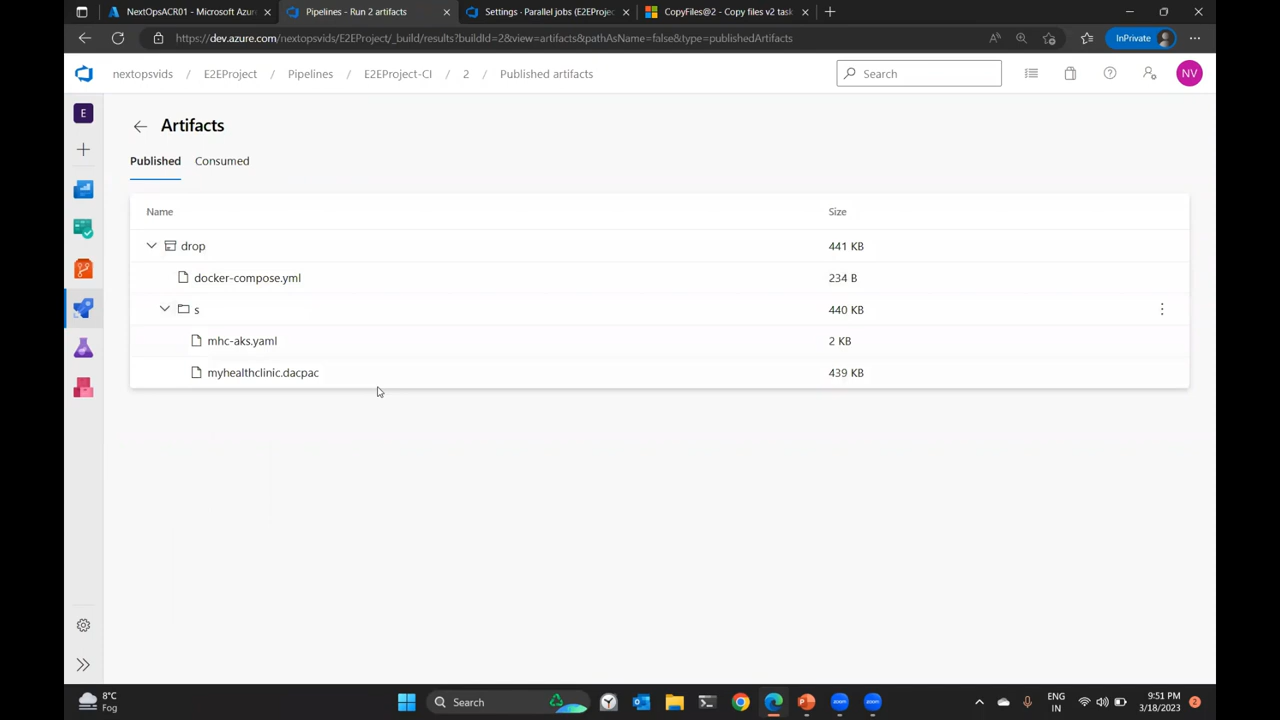 NextOpsACR01 - Microsoft Azur
Pipelines - Run 2 artifacts
Settings · Parallel jobs (E2EProjec
CopyFiles@2 - Copy files v2 task
https://dev.azure.com/nextopsvids/E2EProject/_build/results?buildId=2&view=artifacts&pathAsName=false&type=publishedArtifacts
InPrivate
nextopsvids / E2EProject / Pipelines / E2EProject-CI / 2 / Published artifacts
Search
NV
E
Artifacts
Published Consumed
Name Size
drop 441 KB
docker-compose.yml 234 B
s 440 KB
mhc-aks.yaml 2 KB
myhealthclinic.dacpac 439 KB
8°C
Fog
Search
zoom
zoom
ENG
IN
9:51 PM
3/18/2023
2